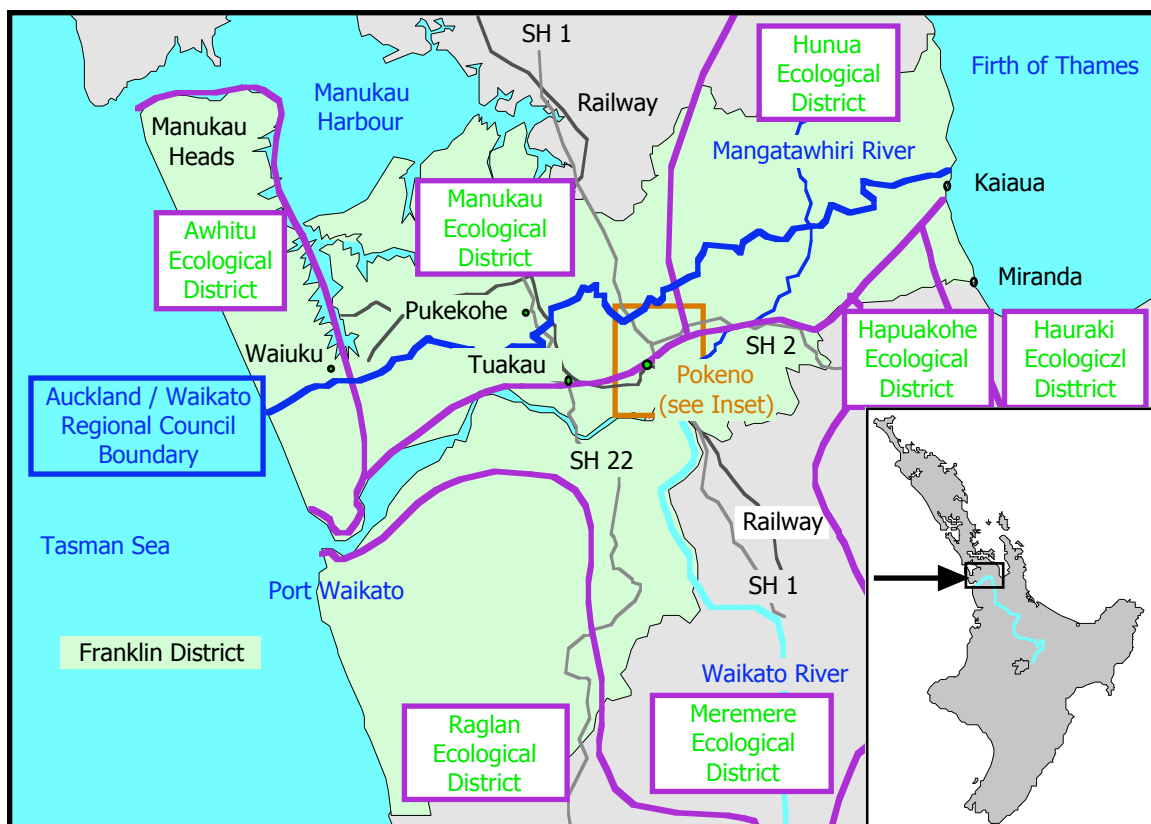 SH 1
Hunua
Ecological
District
Firth of Thames
Manukau
Harbour
Railway
Manukau
Heads
Mangatawhiri River
Kaiaua
Manukau
Ecological
District
Awhitu
Ecological
District
Miranda
Pukekohe
Waiuku
Tuakau
SH 2
Hapuakohe
Ecological
District
Hauraki
Ecologiczl
Disttrict
Pokeno
(see Inset)
Auckland / Waikato
Regional Council
Boundary
SH 22
Railway
Tasman Sea
SH 1
Port Waikato
Franklin District
Waikato River
Raglan
Ecological
District
Meremere
Ecological
District